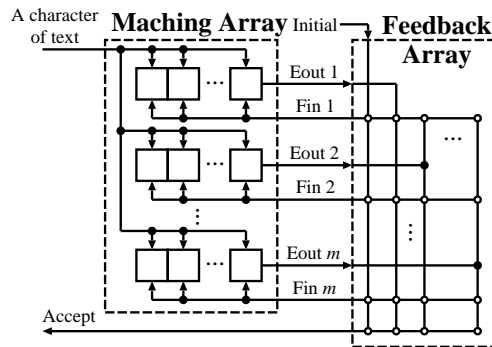 A character
of text
Maching Array
Initial
Feedback
Array
Eout 1
Fin 1
...
Eout 2
Fin 2
...
Eout m
Fin m
Accept